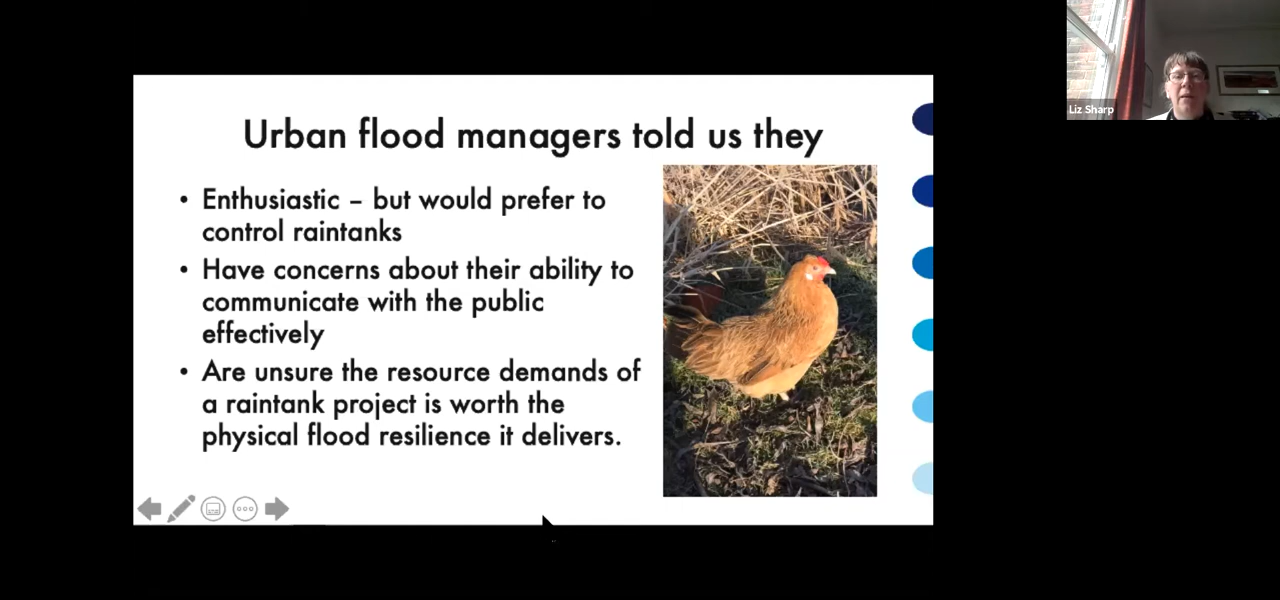 Urban flood managers told us they
• Enthusiastic – but would prefer to
control raintanks
• Have concerns about their ability to
communicate with the public
effectively
• Are unsure the resource demands of
a raintank project is worth the
physical flood resilience it delivers.
Liz Sharp